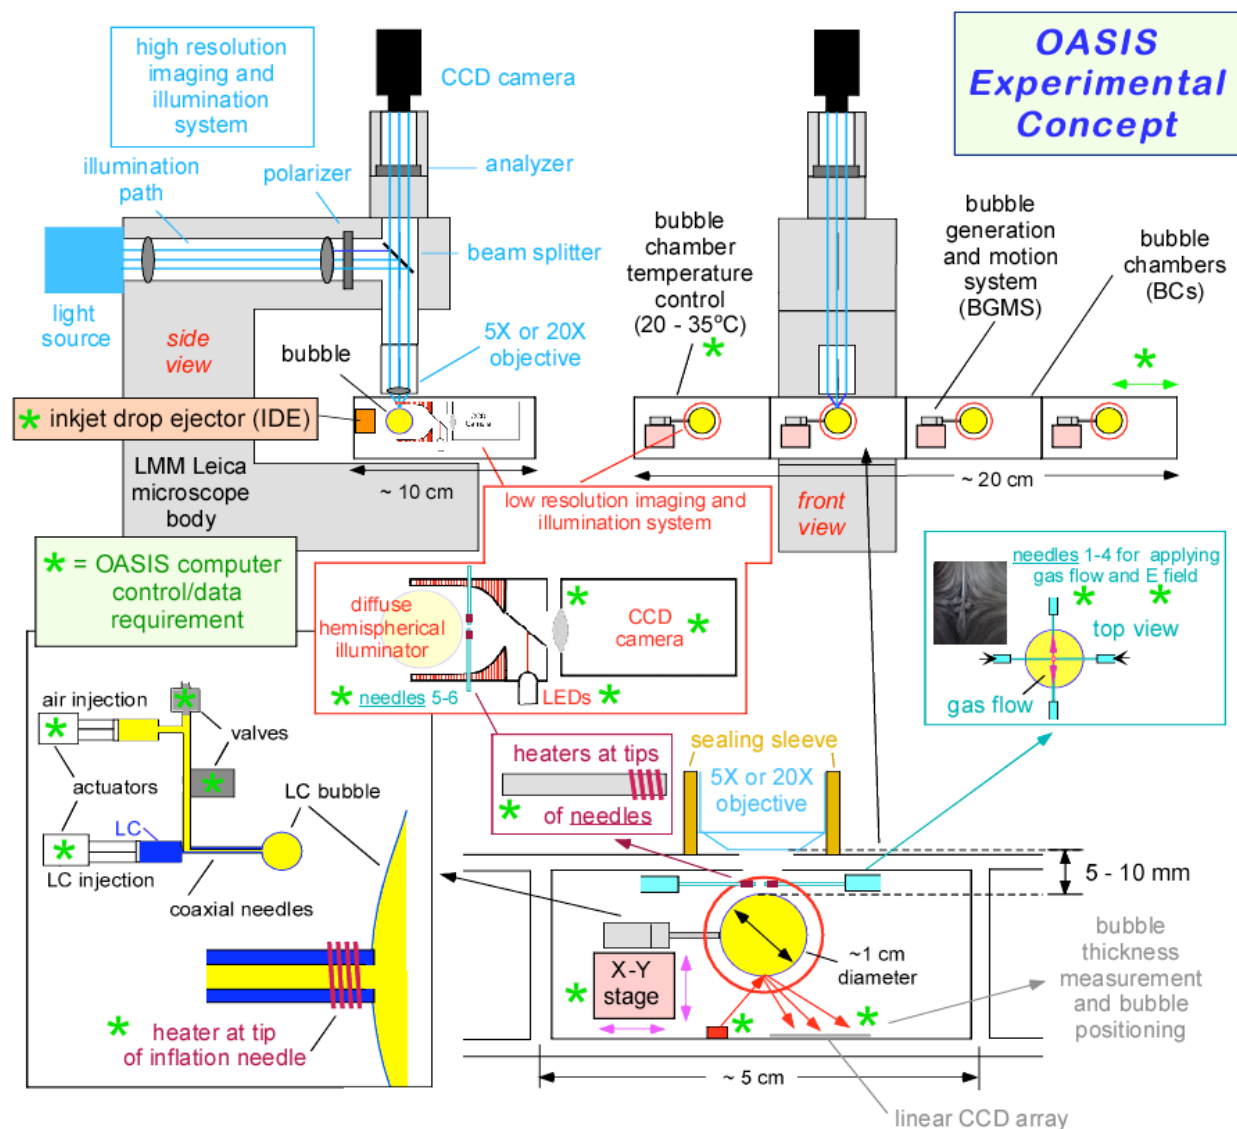 OASIS
Experimental
Concept
high resolution
imaging and
illumination
system
CCD camera
illumination
path
polarizer
analyzer
beam splitter
light
source
side
view
5X or 20X
objective
bubble
* inkjet drop ejector (IDE)
CCD
Camera
LMM Leica
microscope
body
~ 10 cm
bubble
chamber
temperature
control
(20 - 35°C)
*
bubble
generation
and motion
system
(BGMS)
bubble
chambers
(BCs)
*
~ 20 cm
front
view
low resolution imaging and
illumination system
* = OASIS computer
control/data
requirement
diffuse
hemispherical
illuminator
*
CCD
camera *
* needles 5-6
LEDs *
needles 1-4 for applying
gas flow and E field
* *
top view
gas flow
air injection
*
*
valves
*
actuators
LC bubble
LC
*
LC injection
coaxial needles
* heater at tip
of inflation needle
heaters at tips
* of needles
sealing sleeve
5X or 20X
objective
5 - 10 mm
~1 cm
diameter
* X-Y
stage
*
*
bubble
thickness
measurement
and bubble
positioning
~ 5 cm
linear CCD array